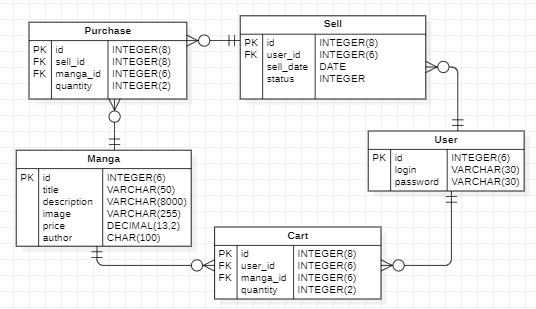 Purchase
PK id INTEGER(8)
FK sell_id INTEGER(8)
FK manga_id INTEGER(6)
quantity INTEGER(2)
Sell
PK id INTEGER(8)
FK user_id INTEGER(6)
sell_date DATE
status INTEGER
User
PK id INTEGER(6)
login VARCHAR(30)
password VARCHAR(30)
Manga
PK id INTEGER(6)
title VARCHAR(50)
description VARCHAR(8000)
image VARCHAR(255)
price DECIMAL(13,2)
author CHAR(100)
Cart
PK id INTEGER(8)
FK user_id INTEGER(6)
FK manga_id INTEGER(6)
quantity INTEGER(2)